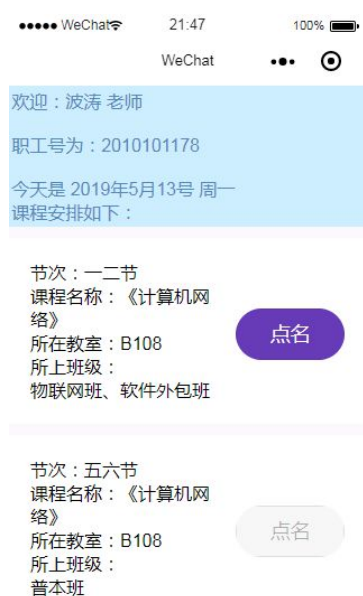 WeChat 21:47 100%
WeChat
欢迎：波涛 老师
职工号为：2010101178
今天是 2019年5月13号 周一
课程安排如下：
节次：一二节
课程名称：《计算机网
络》
所在教室：B108
所上班级：
物联网班、软件外包班
点名
节次：五六节
课程名称：《计算机网
络》
所在教室：B108
所上班级：
普本班
点名